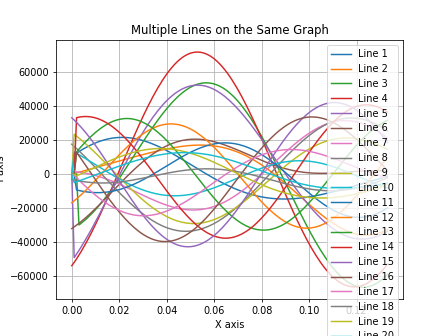 Multiple Lines on the Same Graph
60000
40000
20000
0
−20000
−40000
−60000
0.00
0.02
0.04
0.06
0.08
0.10
X axis
Line 1
Line 2
Line 3
Line 4
Line 5
Line 6
Line 7
Line 8
Line 9
Line 10
Line 11
Line 12
Line 13
Line 14
Line 15
Line 16
Line 17
Line 18
Line 19
Line 20